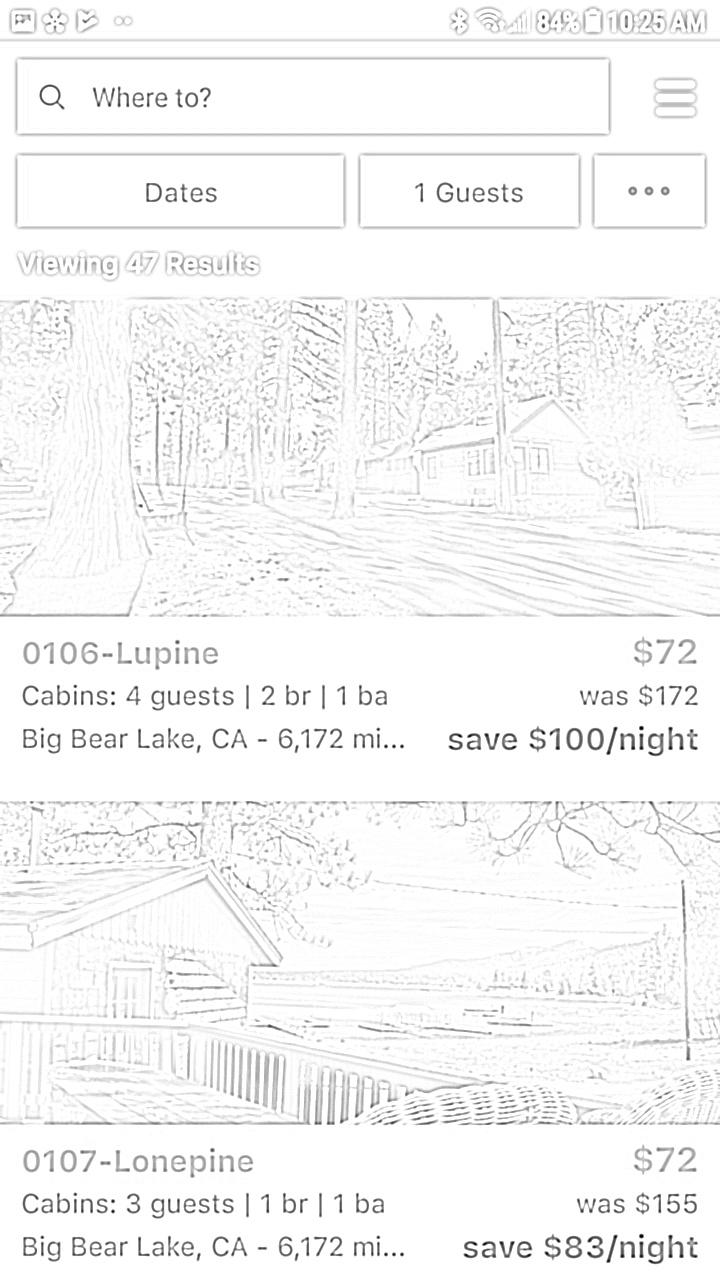 84% 10:25 AM
Where to?
Dates
1 Guests
Viewing 47 Results
0106-Lupine
$72
Cabins: 4 guests | 2 br | 1 ba
was $172
Big Bear Lake, CA - 6,172 mi...
save $100/night
0107-Lonepine
$72
Cabins: 3 guests | 1 br | 1 ba
was $155
Big Bear Lake, CA - 6,172 mi...
save $83/night